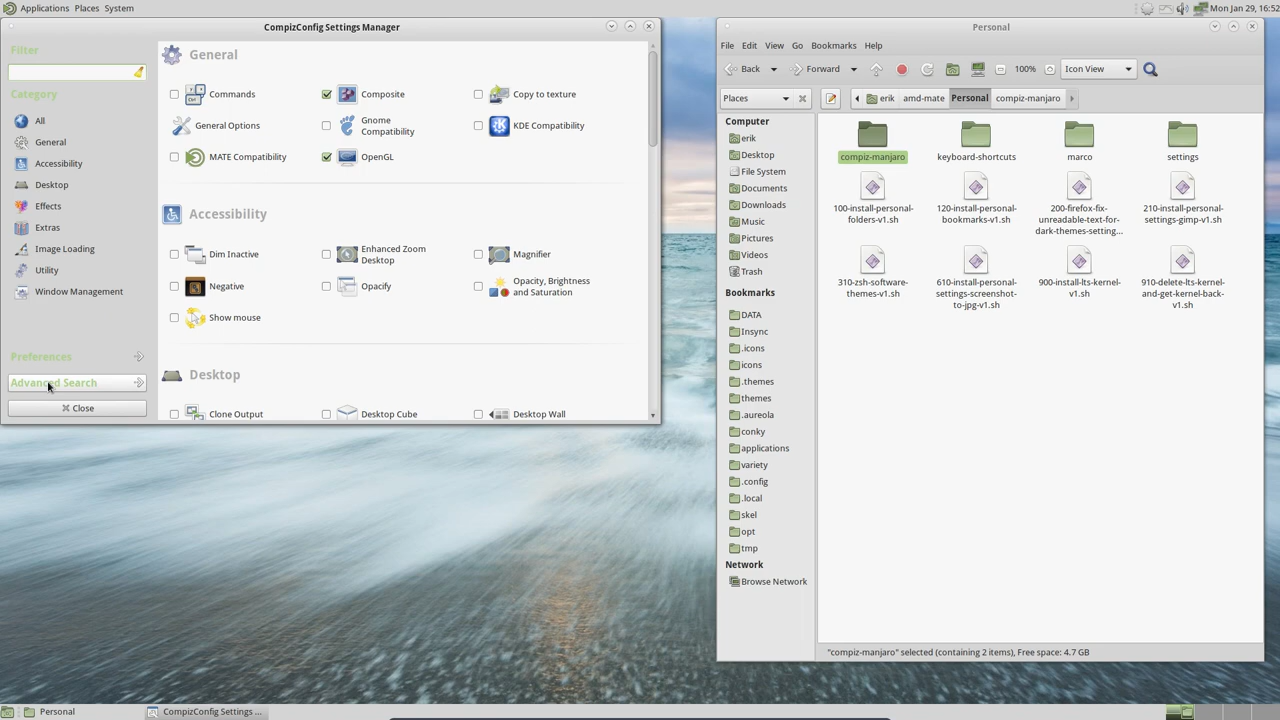 Applications Places System
Mon Jan 29, 16:52
CompizConfig Settings Manager
Filter
Category
All
General
Accessibility
Desktop
Effects
Extras
Image Loading
Utility
Window Management
Preferences
Advanced Search
Close
General
Commands
Composite
Copy to texture
General Options
Gnome
Compatibility
KDE Compatibility
MATE Compatibility
OpenGL
Accessibility
Dim Inactive
Enhanced Zoom
Desktop
Magnifier
Negative
Opacify
Opacity, Brightness
and Saturation
Show mouse
Desktop
Clone Output
Desktop Cube
Desktop Wall
Personal
File Edit View Go Bookmarks Help
Back Forward 100% Icon View
Places erik amd-mate Personal compiz-manjaro
Computer
erik
Desktop
File System
Documents
Downloads
Music
Pictures
Videos
Trash
Bookmarks
DATA
Insync
.icons
icons
.themes
themes
.aureola
conky
applications
variety
.config
.local
skel
opt
tmp
Network
Browse Network
compiz-manjaro
keyboard-shortcuts
marco
settings
100-install-personal-
folders-v1.sh
120-install-personal-
bookmarks-v1.sh
200-firefox-fix-
unreadable-text-for-
dark-themes-setting...
210-install-personal-
settings-gimp-v1.sh
310-zsh-software-
themes-v1.sh
610-install-personal-
settings-screenshot-
to-jpg-v1.sh
900-install-lts-kernel-
v1.sh
910-delete-lts-kernel-
and-get-kernel-back-
v1.sh
"compiz-manjaro" selected (containing 2 items), Free space: 4.7 GB
Personal
CompizConfig Settings ...